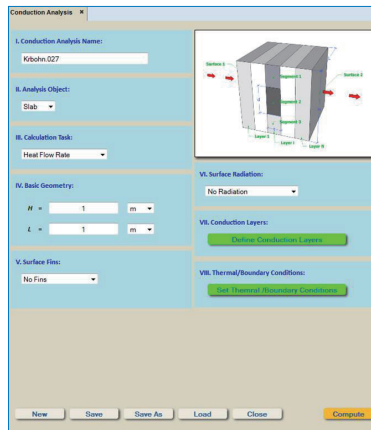 Conduction Analysis ×
I. Conduction Analysis Name:
Krbohn.027
II. Analysis Object:
Slab
III. Calculation Task:
Heat Flow Rate
IV. Basic Geometry:
H = 1 m
L = 1 m
V. Surface Fins:
No Fins
Surface 1
Surface 2
Segment 1
Segment 2
Segment 3
Layer 1
Layer i
Layer n
VI. Surface Radiation:
No Radiation
VII. Conduction Layers:
Define Conduction Layers
VIII. Thermal/Boundary Conditions:
Set Themral /Boundary Conditions
New Save Save As Load Close Compute